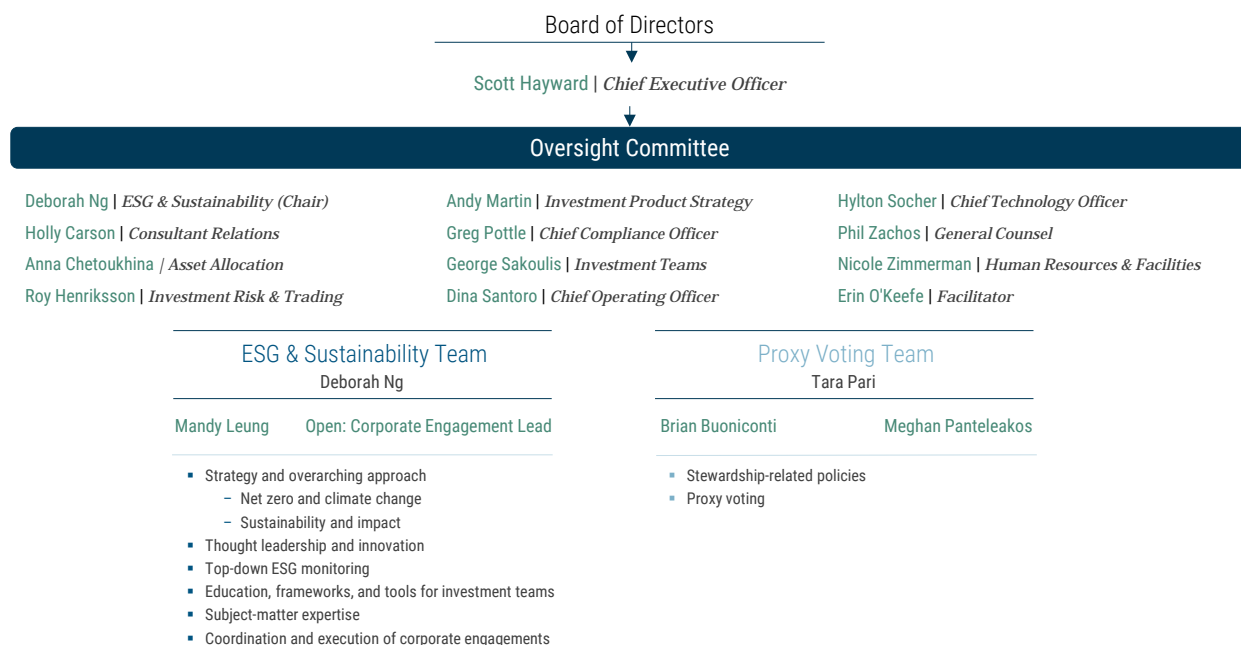 Board of Directors
Scott Hayward | Chief Executive Officer
Oversight Committee
Deborah Ng | ESG & Sustainability (Chair)
Holly Carson | Consultant Relations
Anna Chetoukhina / Asset Allocation
Roy Henriksson | Investment Risk & Trading
Andy Martin | Investment Product Strategy
Greg Pottle | Chief Compliance Officer
George Sakoulis | Investment Teams
Dina Santoro | Chief Operating Officer
Hylton Socher | Chief Technology Officer
Phil Zachos | General Counsel
Nicole Zimmerman | Human Resources & Facilities
Erin O'Keefe | Facilitator
ESG & Sustainability Team
Deborah Ng
Mandy Leung
Open: Corporate Engagement Lead
▪ Strategy and overarching approach
– Net zero and climate change
– Sustainability and impact
▪ Thought leadership and innovation
▪ Top-down ESG monitoring
▪ Education, frameworks, and tools for investment teams
▪ Subject-matter expertise
▪ Coordination and execution of corporate engagements
Proxy Voting Team
Tara Pari
Brian Buoniconti
Meghan Panteleakos
▪ Stewardship-related policies
▪ Proxy voting